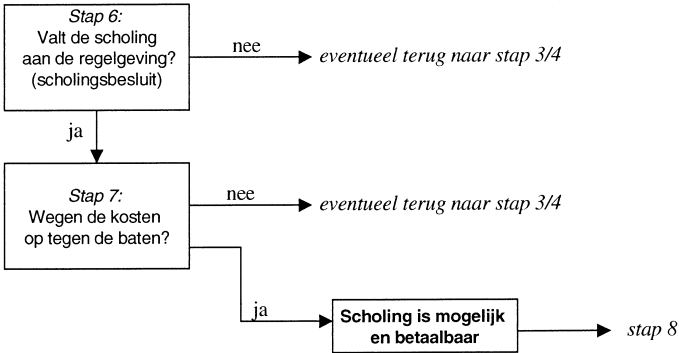 Stap 6:
Valt de scholing
aan de regelgeving?
(scholingsbesluit)
nee
eventueel terug naar stap 3/4
ja
Stap 7:
Wegen de kosten
op tegen de baten?
nee
eventueel terug naar stap 3/4
ja
Scholing is mogelijk
en betaalbaar
stap 8